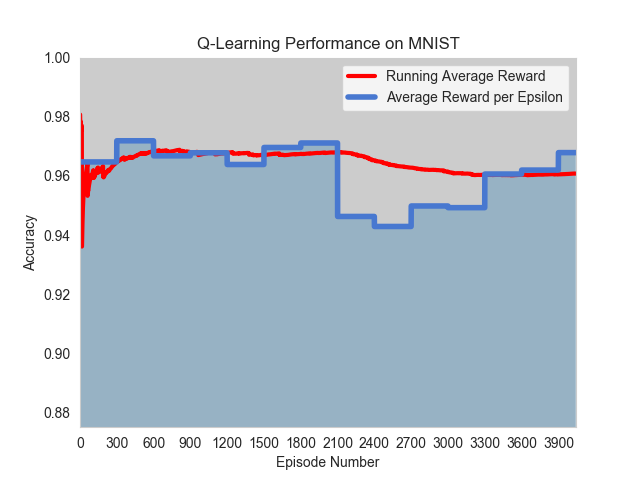 Q-Learning Performance on MNIST
Running Average Reward
Average Reward per Epsilon
Accuracy
1.00
0.98
0.96
0.94
0.92
0.90
0.88
0 300 600 900 1200 1500 1800 2100 2400 2700 3000 3300 3600 3900
Episode Number